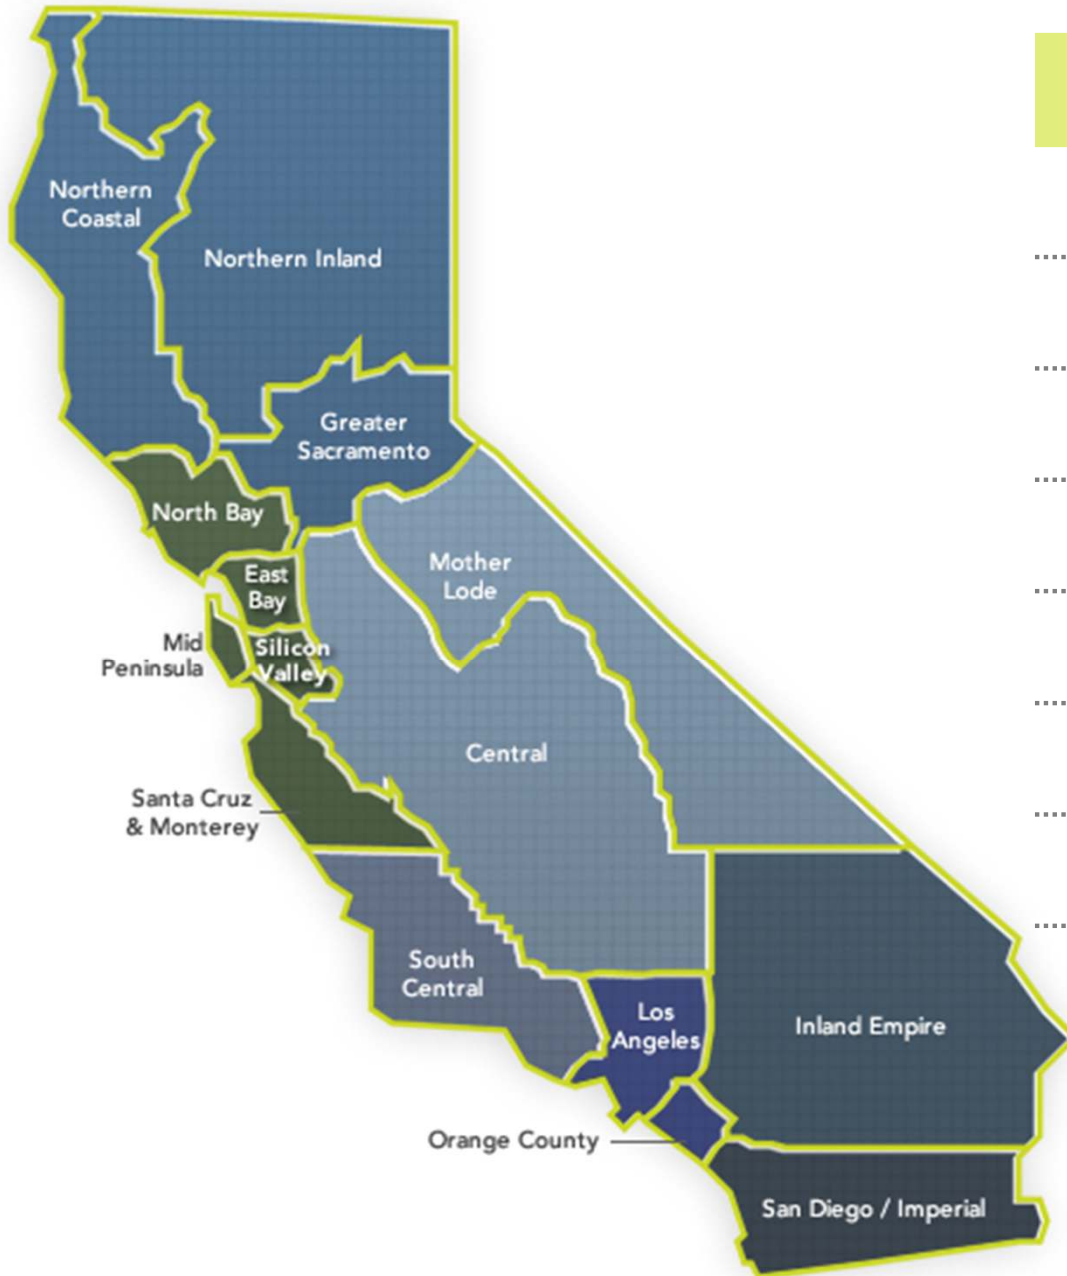 Northern
Coastal
Northern Inland
Greater
Sacramento
North Bay
Mother
Lode
East
Bay
Mid
Peninsula
Silicon
Valley
Central
Santa Cruz
& Monterey
South
Central
Los
Angeles
Inland Empire
Orange County
San Diego / Imperial